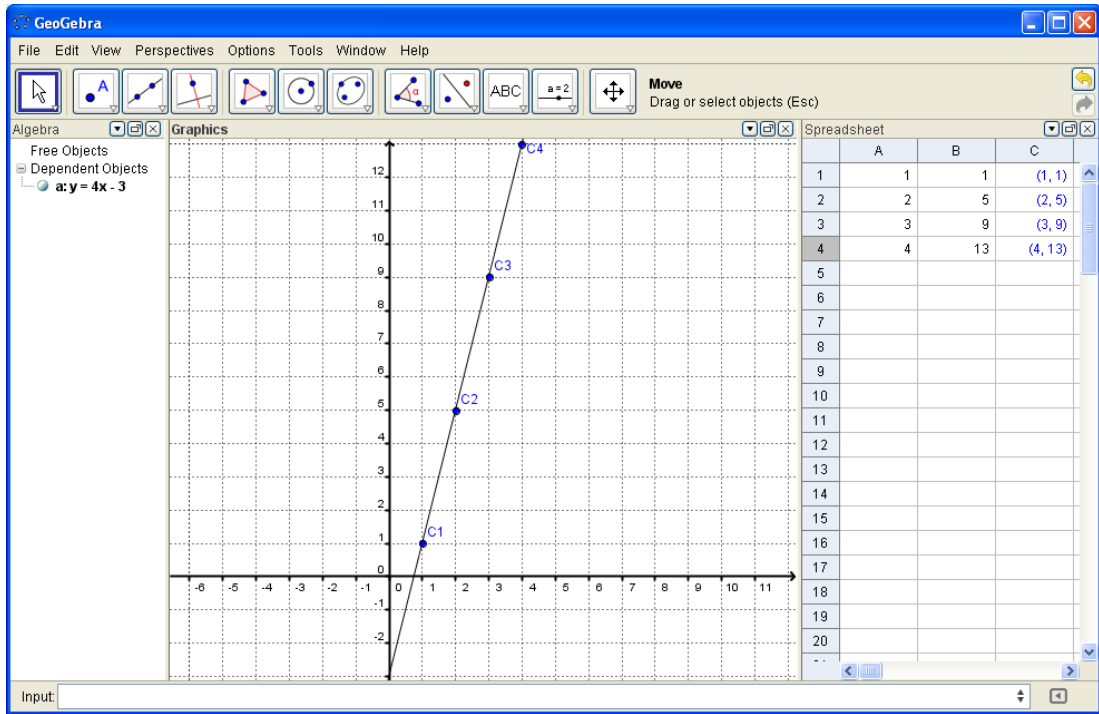 GeoGebra
File Edit View Perspectives Options Tools Window Help
A
α
ABC
a=2
Move
Drag or select objects (Esc)
Algebra
Free Objects
Dependent Objects
a: y = 4x - 3
Graphics
C4
12
11
10
C3
9
8
7
6
C2
5
4
3
2
C1
1
0
-6 -5 -4 -3 -2 -1 0 1 2 3 4 5 6 7 8 9 10 11
-1
-2
Spreadsheet
A B C
1 1 1 (1, 1)
2 2 5 (2, 5)
3 3 9 (3, 9)
4 4 13 (4, 13)
5
6
7
8
9
10
11
12
13
14
15
16
17
18
19
20
Input: